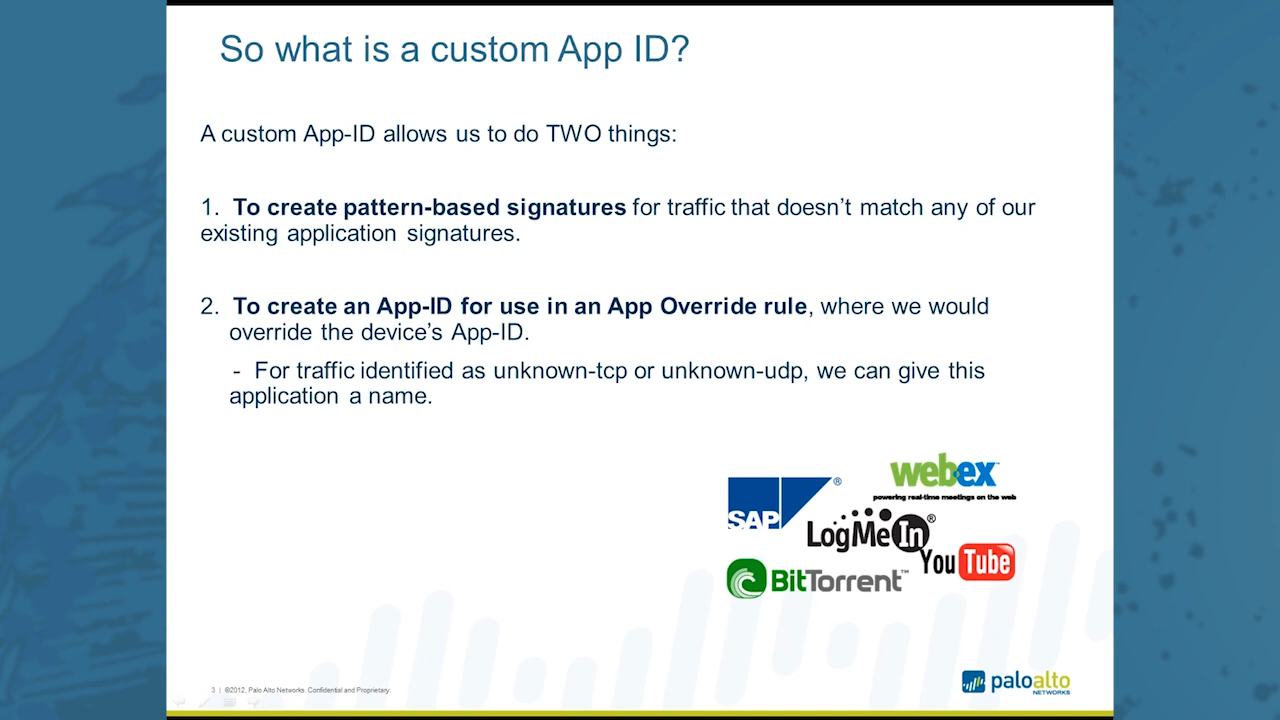 So what is a custom App ID?
A custom App-ID allows us to do TWO things:
1. To create pattern-based signatures for traffic that doesn’t match any of our
existing application signatures.
2. To create an App-ID for use in an App Override rule, where we would
override the device’s App-ID.
- For traffic identified as unknown-tcp or unknown-udp, we can give this
application a name.
webex™
powering real-time meetings on the web
SAP®
LogMeIn®
YouTube
BitTorrent™
3 | ©2012, Palo Alto Networks. Confidential and Proprietary.
paloalto
NETWORKS